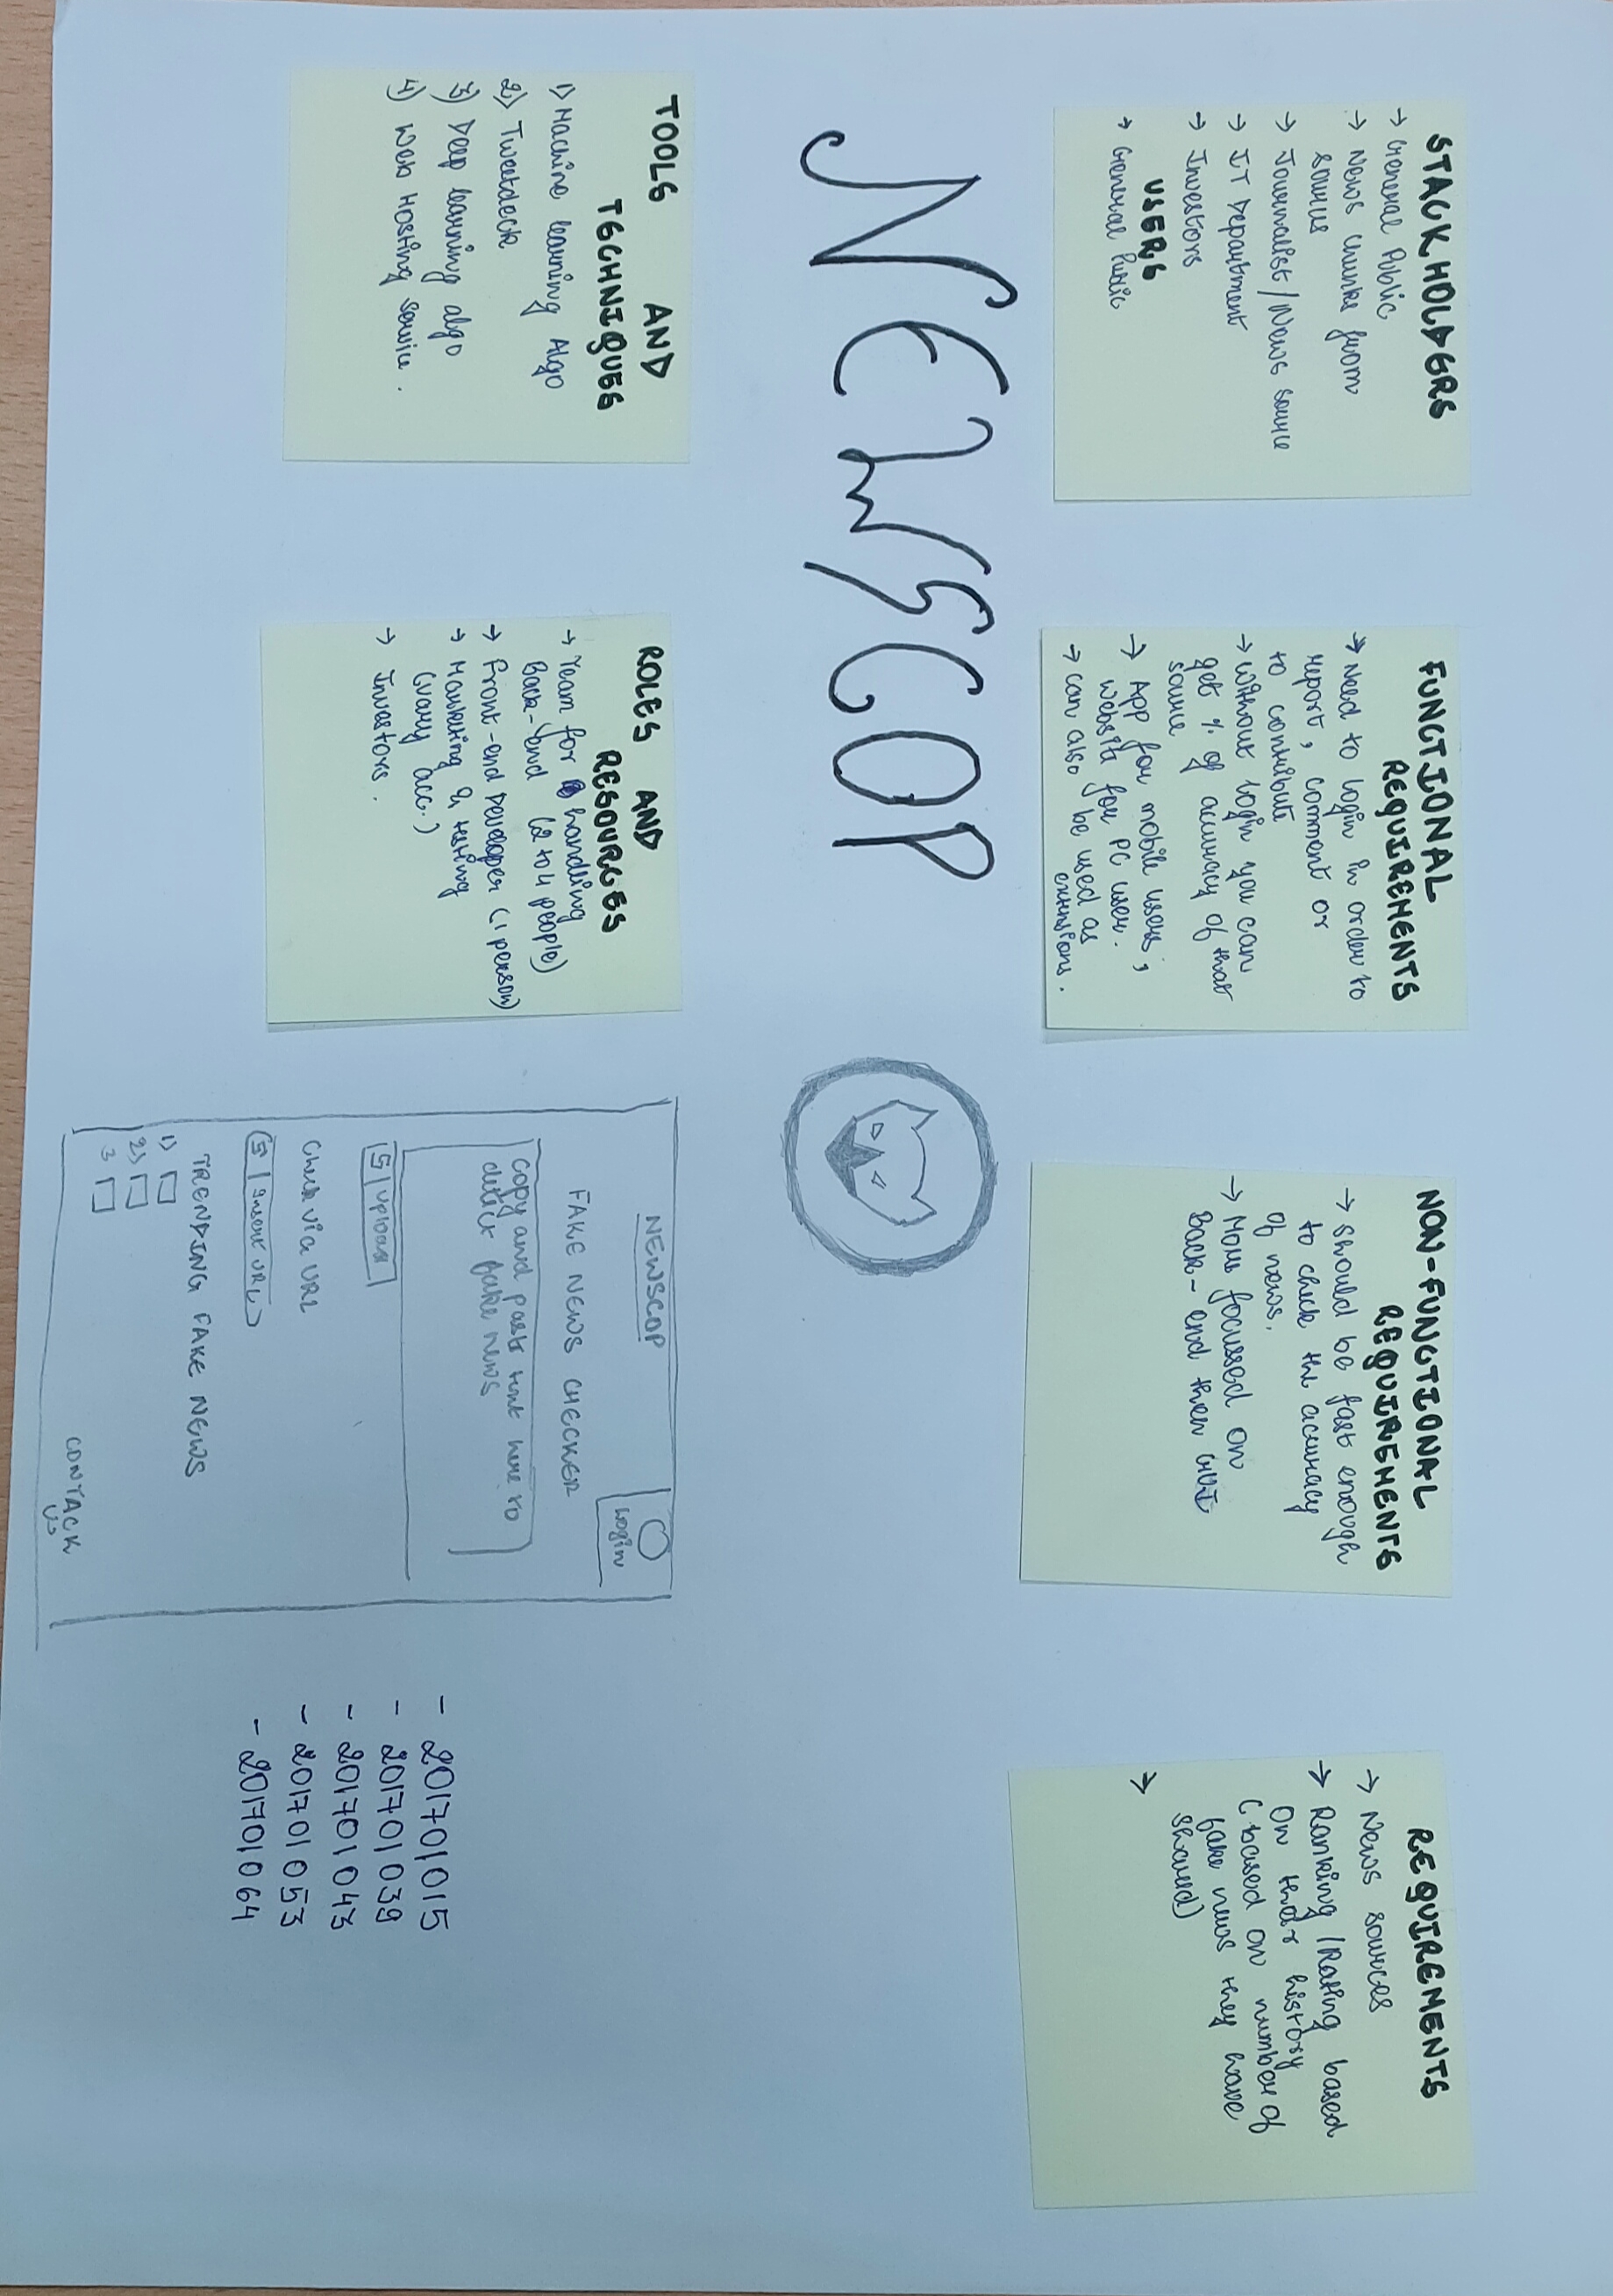 STACKHOLDERS
→ General Public
→ News chunks from
sources
→ Journalist/News source
→ IT Department
→ Investors
USERS
→ General Public
FUNCTIONAL
REQUIREMENTS
→ Need to login in order to
report, comment or
to contribute
→ without login you can
get % of accuracy of that
source
→ App for mobile users,
website for PC user.
→ can also be used as
extensions.
NON-FUNCTIONAL
REQUIREMENTS
→ should be fast enough
to check the accuracy
of news.
→ More focussed on
Back-end then GUI
REQUIREMENTS
→ News sources
→ Ranking/Rating based
On their history
(based on number of
fake news they have
shared)
→
NEWSCOP
TOOLS AND
TECHNIQUES
1) Machine learning Algo
2) Tweetdeck
3) Deep learning algo
4) Web Hosting service.
ROLES AND
RESOURCES
→ Team for handling
Back-end (2 to 4 people)
→ Front-end Developer (1 person)
→ Marketing & testing
(vary acc.)
→ Investors.
NEWSCOP
Login
FAKE NEWS CHECKER
copy and paste text here to
detect fake news
Upload
Check via URL
Insert URL
TRENDING FAKE NEWS
1)
2)
3
CONTACK
US
- 201701015
- 201701039
- 201701043
- 201701053
- 201701064